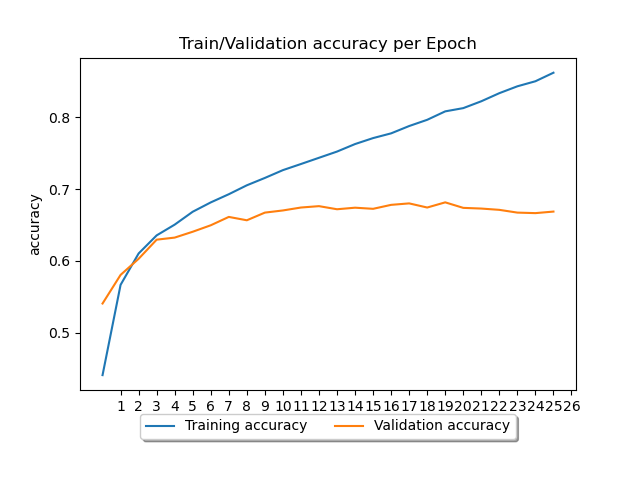 Train/Validation accuracy per Epoch
0.8
0.7
0.6
0.5
accuracy
1 2 3 4 5 6 7 8 9 10 11 12 13 14 15 16 17 18 19 20 21 22 23 24 25 26
Training accuracy Validation accuracy